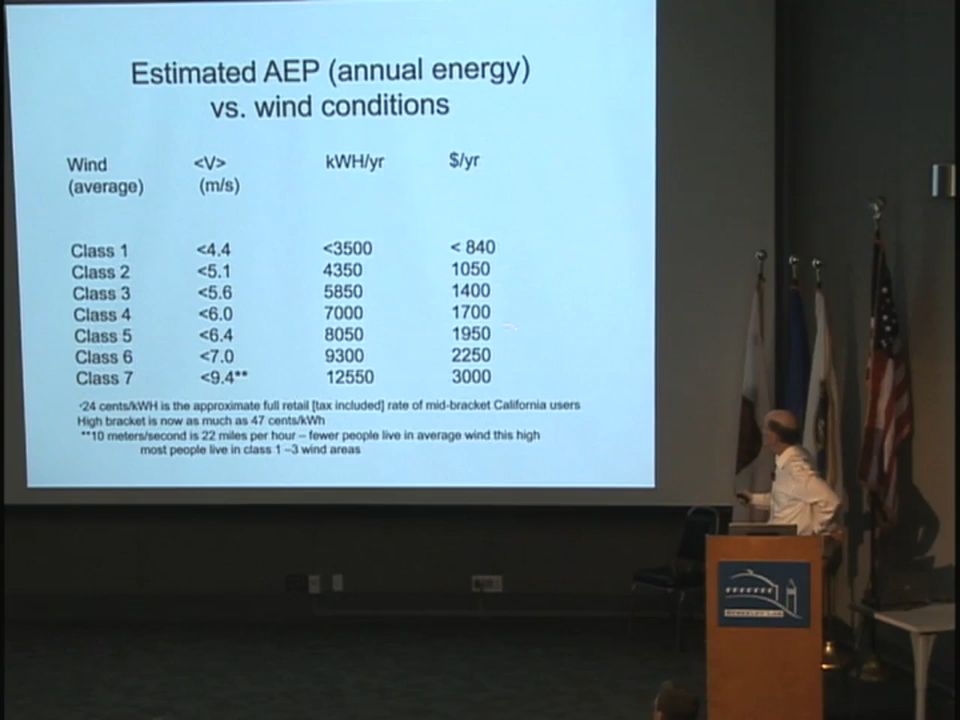 Estimated AEP (annual energy)
vs. wind conditions
Wind <V> kWH/yr $/yr
(average) (m/s)
Class 1 <4.4 <3500 < 840
Class 2 <5.1 4350 1050
Class 3 <5.6 5850 1400
Class 4 <6.0 7000 1700
Class 5 <6.4 8050 1950
Class 6 <7.0 9300 2250
Class 7 <9.4** 12550 3000
*24 cents/kWH is the approximate full retail [tax included] rate of mid-bracket California users
High bracket is now as much as 47 cents/kWh
**10 meters/second is 22 miles per hour – fewer people live in average wind this high
most people live in class 1 –3 wind areas
BERKELEY LAB